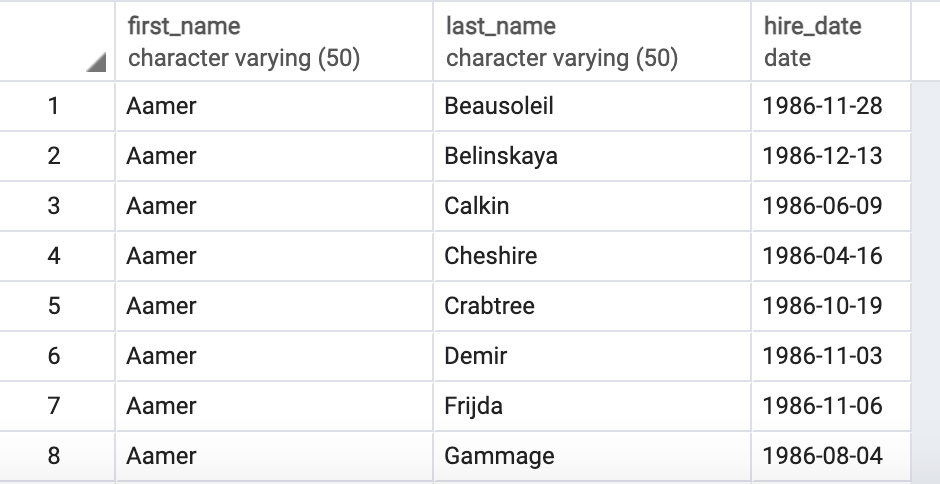 first_name last_name hire_date
character varying (50) character varying (50) date
1 Aamer Beausoleil 1986-11-28
2 Aamer Belinskaya 1986-12-13
3 Aamer Calkin 1986-06-09
4 Aamer Cheshire 1986-04-16
5 Aamer Crabtree 1986-10-19
6 Aamer Demir 1986-11-03
7 Aamer Frijda 1986-11-06
8 Aamer Gammage 1986-08-04